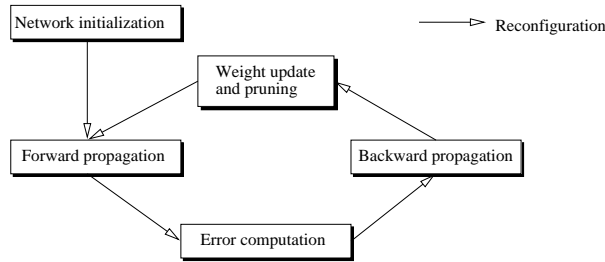 Network initialization
Reconfiguration
Weight update
and pruning
Forward propagation
Backward propagation
Error computation